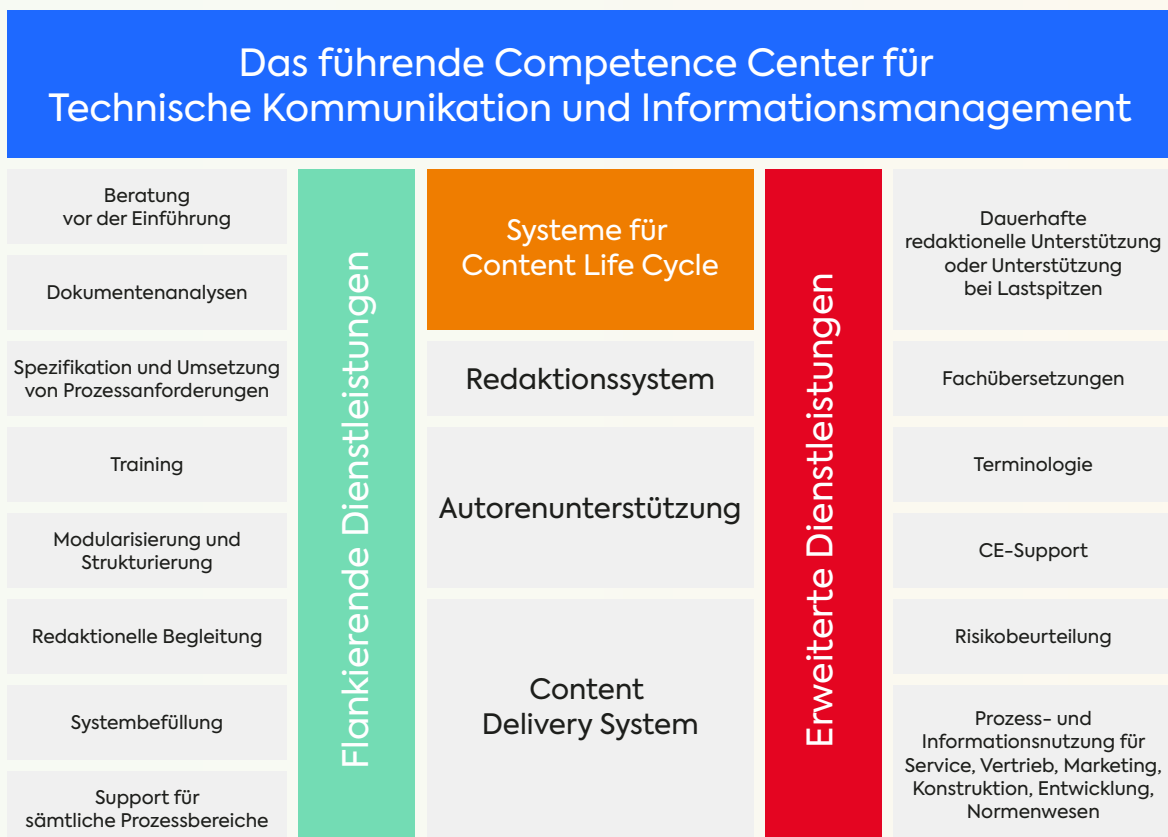 Das führende Competence Center für
Technische Kommunikation und Informationsmanagement
Beratung
vor der Einführung
Dokumentenanalysen
Spezifikation und Umsetzung
von Prozessanforderungen
Training
Modularisierung und
Strukturierung
Redaktionelle Begleitung
Systembefüllung
Support für
sämtliche Prozessbereiche
Flankierende Dienstleistungen
Systeme für
Content Life Cycle
Redaktionssystem
Autorenunterstützung
Content
Delivery System
Erweiterte Dienstleistungen
Dauerhafte
redaktionelle Unterstützung
oder Unterstützung
bei Lastspitzen
Fachübersetzungen
Terminologie
CE-Support
Risikobeurteilung
Prozess- und
Informationsnutzung für
Service, Vertrieb, Marketing,
Konstruktion, Entwicklung,
Normenwesen